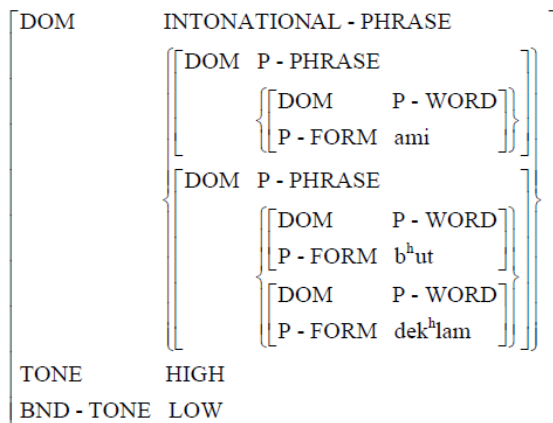 DOM INTONATIONAL - PHRASE
DOM P - PHRASE
DOM P - WORD
P - FORM ami
DOM P - PHRASE
DOM P - WORD
P - FORM bʰut
DOM P - WORD
P - FORM dekʰlam
TONE HIGH
BND - TONE LOW